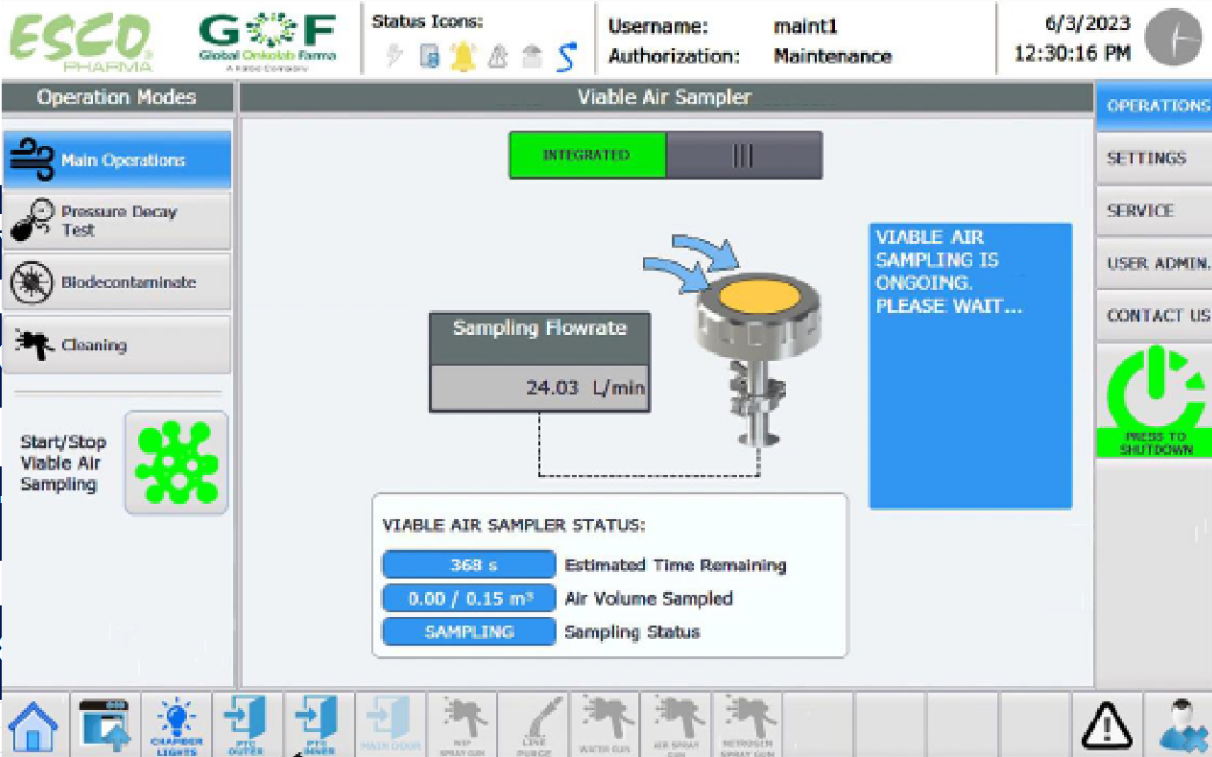 ESCO
PHARMA
GOF
Global Onkolab Farma
A Kalbe Company
Status Icons:
Username: maint1
Authorization: Maintenance
6/3/2023
12:30:16 PM
Operation Modes
Viable Air Sampler
OPERATIONS
Main Operations
INTEGRATED
SETTINGS
Pressure Decay
Test
SERVICE
VIABLE AIR
SAMPLING IS
ONGOING.
PLEASE WAIT...
USER ADMIN.
Biodecontaminate
CONTACT US
Sampling Flowrate
24.03 L/min
Cleaning
PRESS TO
SHUTDOWN
Start/Stop
Viable Air
Sampling
VIABLE AIR SAMPLER STATUS:
368 s Estimated Time Remaining
0.00 / 0.15 m³ Air Volume Sampled
SAMPLING Sampling Status
CHAMBER
LIGHTS
PTC
OUTER
PTC
INNER
MAIN DOOR
SPRAY GUN
LINE
PURGE
WATER GUN
AIR SPRAY
GUN
NITROGEN
SPRAY GUN